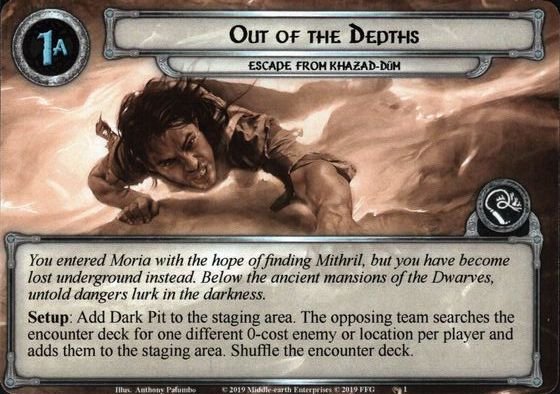 1A
OUT OF THE DEPTHS
ESCAPE FROM KHAZAD-DÛM
You entered Moria with the hope of finding Mithril, but you have become
lost underground instead. Below the ancient mansions of the Dwarves,
untold dangers lurk in the darkness.
Setup: Add Dark Pit to the staging area. The opposing team searches the
encounter deck for one different 0-cost enemy or location per player and
adds them to the staging area. Shuffle the encounter deck.
Illus. Anthony Palumbo © 2019 Middle-earth Enterprises © 2019 FFG 1